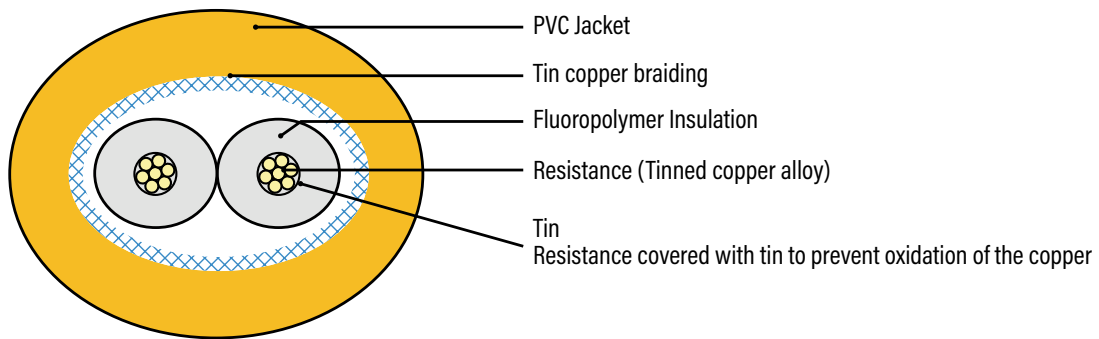 PVC Jacket
Tin copper braiding
Fluoropolymer Insulation
Resistance (Tinned copper alloy)
Tin
Resistance covered with tin to prevent oxidation of the copper